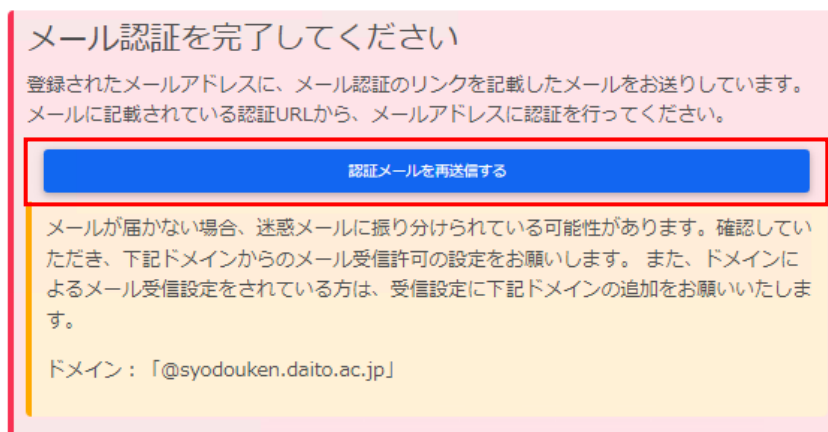 メール認証を完了してください
登録されたメールアドレスに、メール認証のリンクを記載したメールをお送りしています。
メールに記載されている認証URLから、メールアドレスに認証を行ってください。
認証メールを再送信する
メールが届かない場合、迷惑メールに振り分けられている可能性があります。確認してい
ただき、下記ドメインからのメール受信許可の設定をお願いします。 また、ドメインに
よるメール受信設定をされている方は、受信設定に下記ドメインの追加をお願いいたしま
す。
ドメイン：「@syodouken.daito.ac.jp」